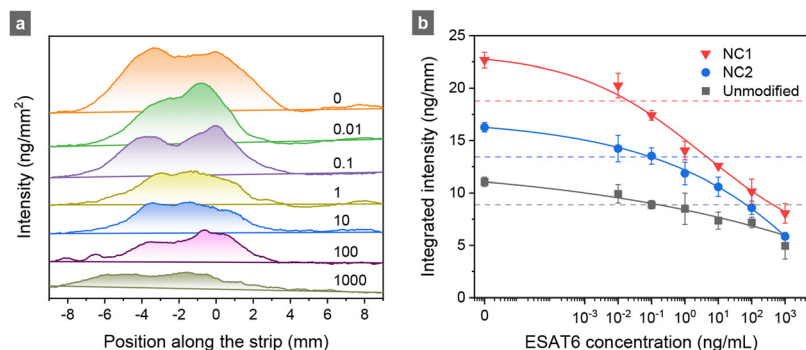 a
Intensity (ng/mm²)
0
0.01
0.1
1
10
100
1000
-8 -6 -4 -2 0 2 4 6 8
Position along the strip (mm)
b
Integrated intensity (ng/mm)
25
20
15
10
5
0
NC1
NC2
Unmodified
0 10⁻³ 10⁻² 10⁻¹ 10⁰ 10¹ 10² 10³
ESAT6 concentration (ng/mL)